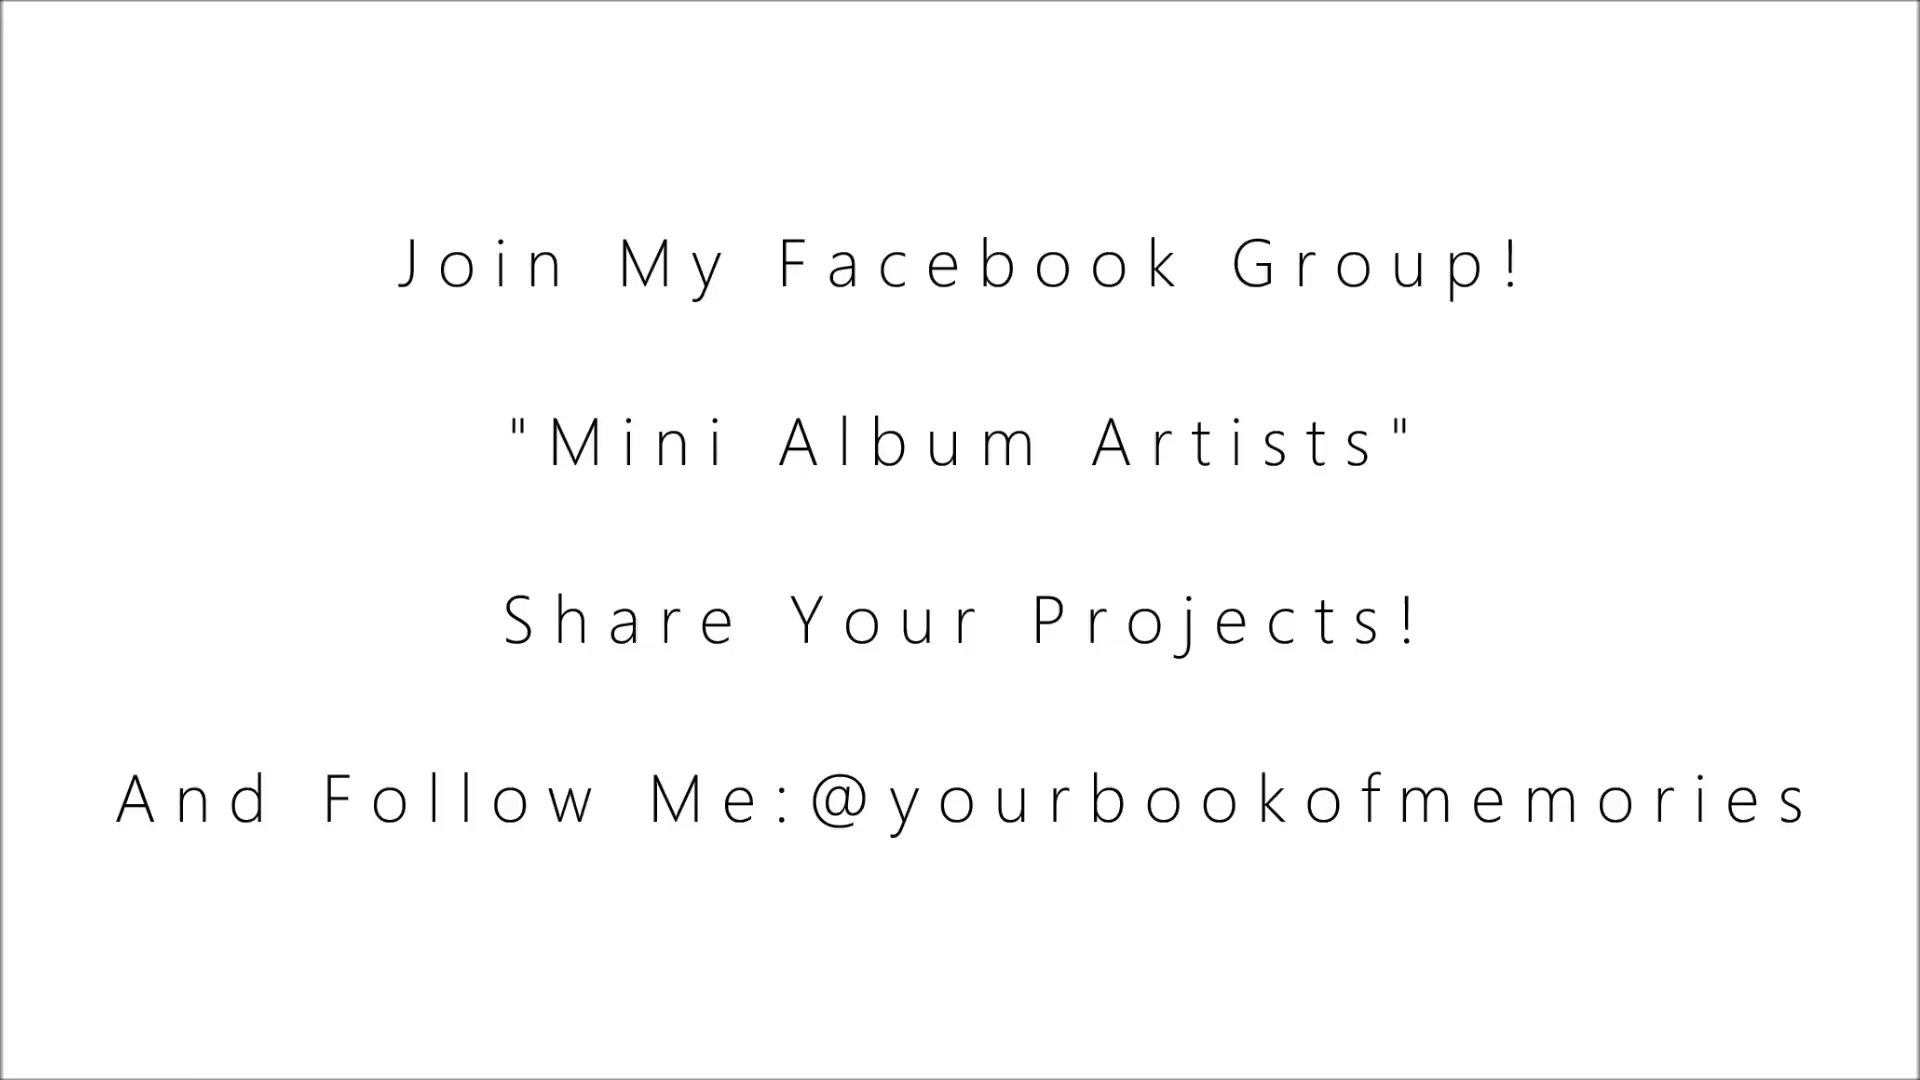 Join My Facebook Group!
"Mini Album Artists"
Share Your Projects!
And Follow Me:@yourbookofmemories